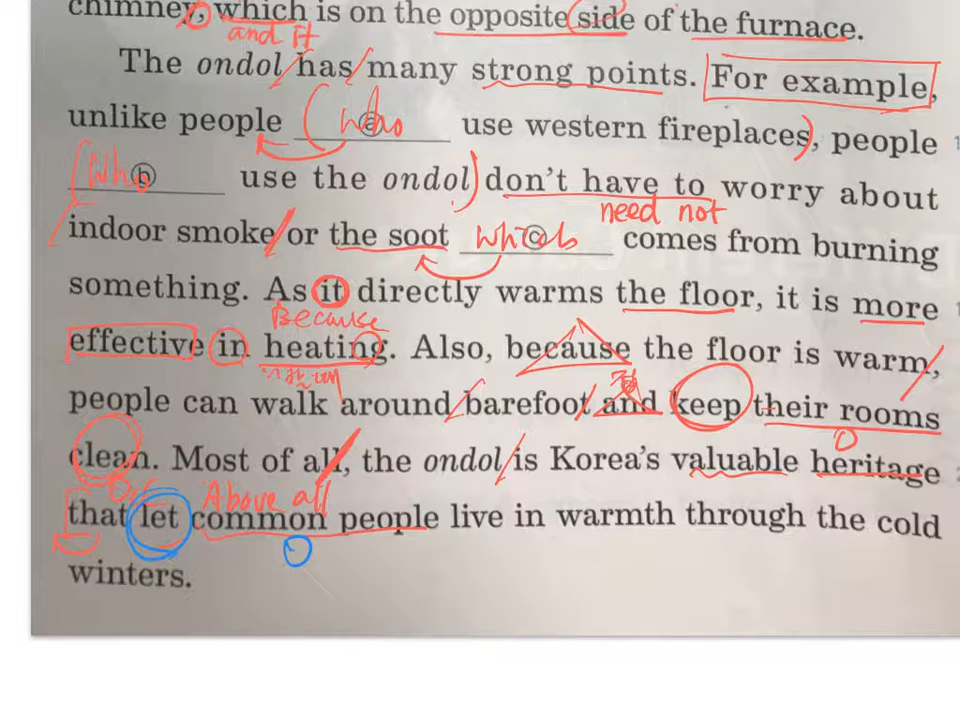 chimney, which is on the opposite side of the furnace.
and it
The ondol has many strong points. For example,
unlike people who ⓐ use western fireplaces, people
who ⓑ use the ondol don't have to worry about
need not
indoor smoke or the soot which ⓒ comes from burning
something. As it directly warms the floor, it is more
Because
effective in heating. Also, because the floor is warm,
people can walk around barefoot and keep their rooms
clean. Most of all, the ondol is Korea's valuable heritage
Above all
that let common people live in warmth through the cold
winters.